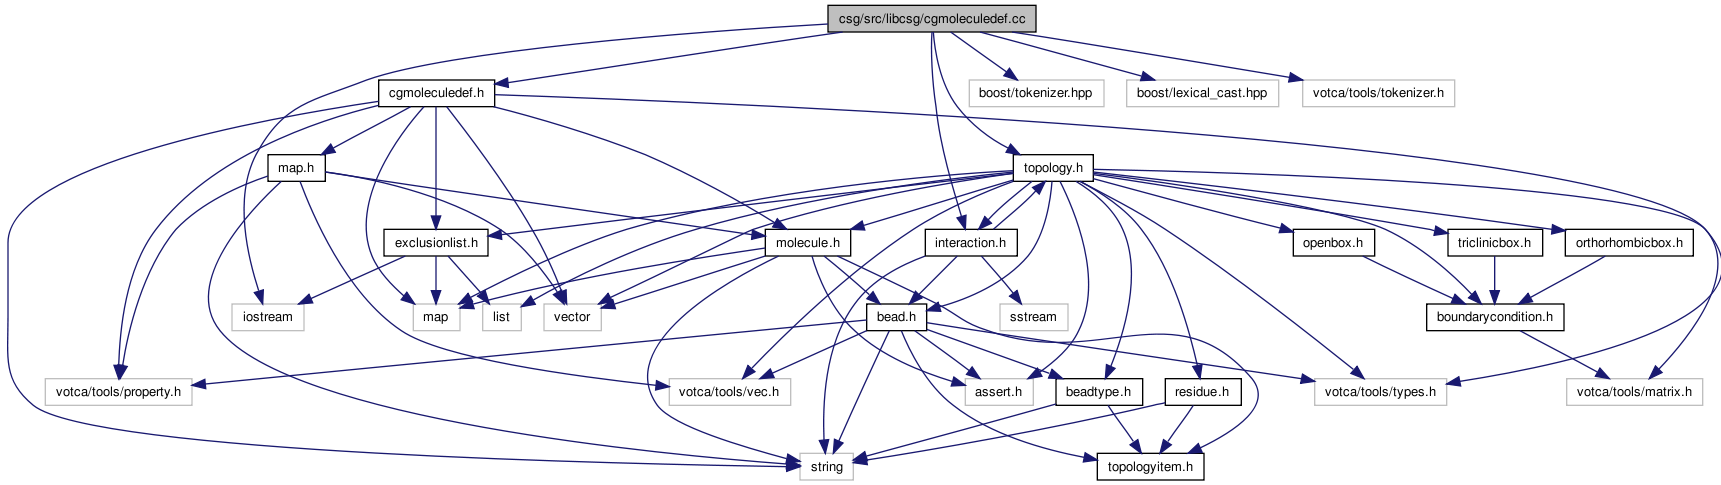 csg/src/libcsg/cgmoleculedef.cc
cgmoleculedef.h
boost/tokenizer.hpp
boost/lexical_cast.hpp
votca/tools/tokenizer.h
map.h
topology.h
exclusionlist.h
molecule.h
interaction.h
openbox.h
triclinicbox.h
orthorhombicbox.h
iostream
map
list
vector
bead.h
sstream
boundarycondition.h
votca/tools/property.h
votca/tools/vec.h
assert.h
beadtype.h
residue.h
votca/tools/types.h
votca/tools/matrix.h
string
topologyitem.h